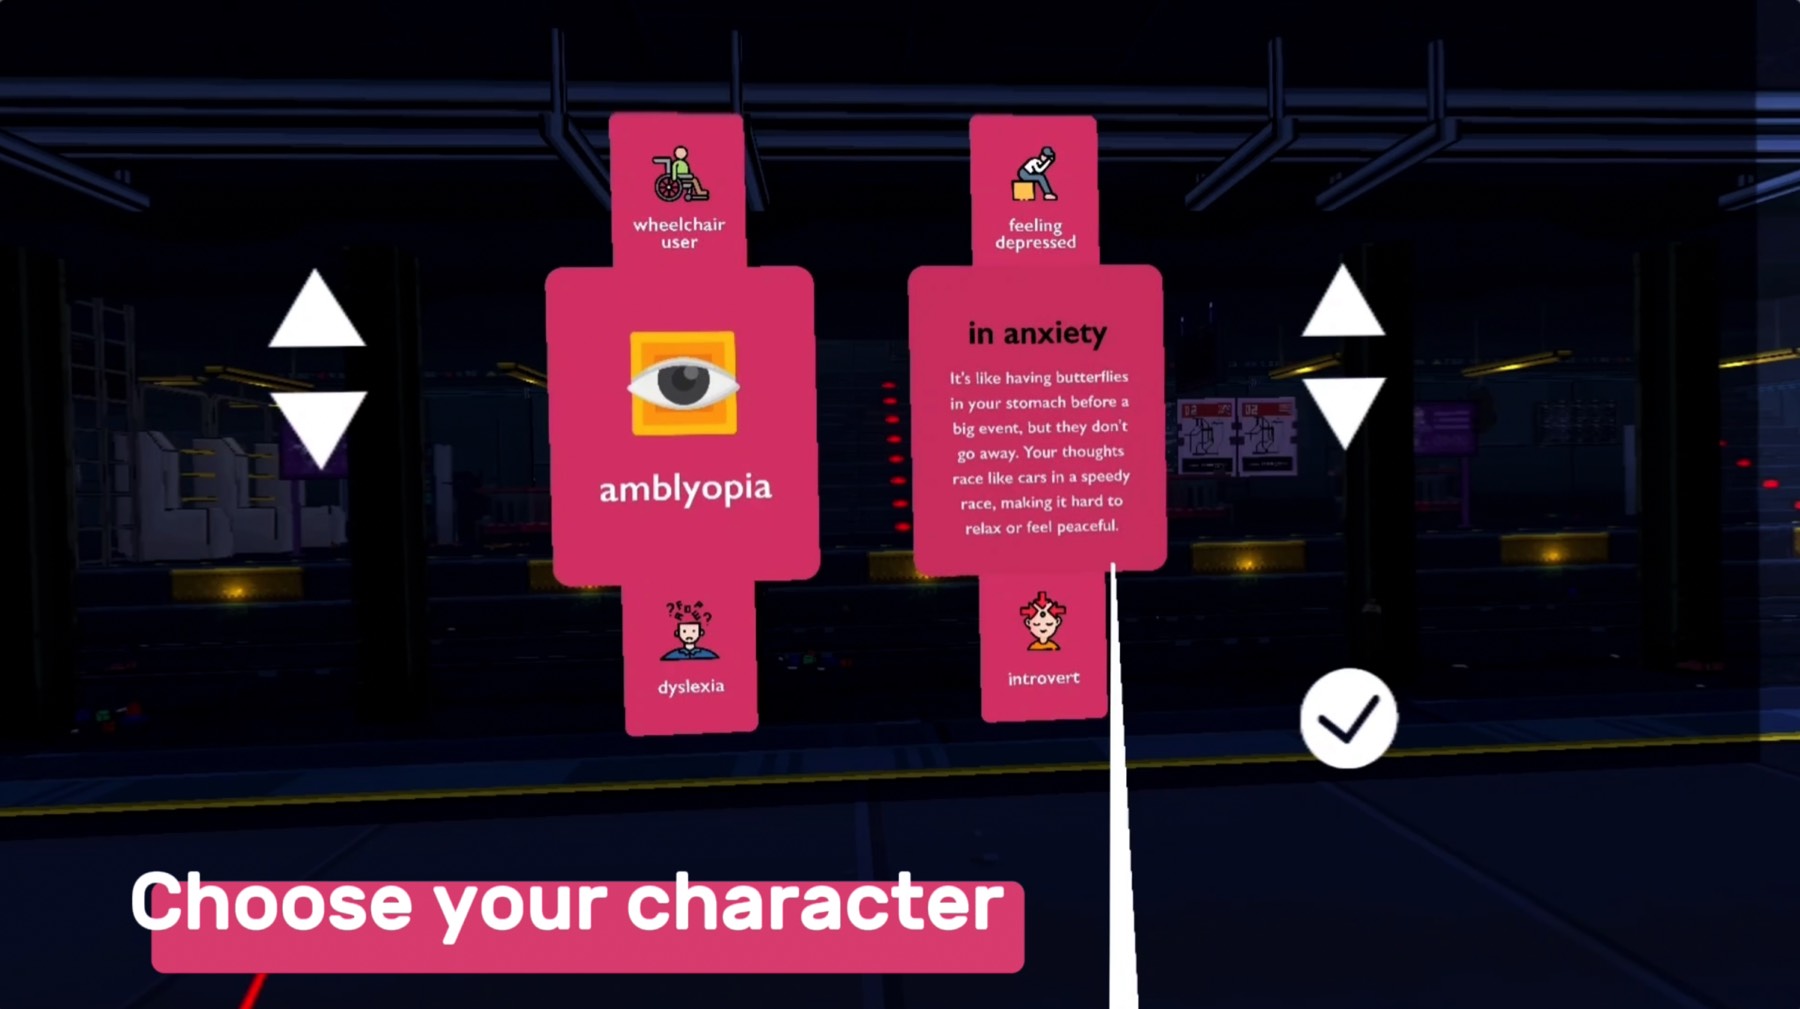 wheelchair
user
feeling
depressed
amblyopia
in anxiety
It's like having butterflies
in your stomach before a
big event, but they don't
go away. Your thoughts
race like cars in a speedy
race, making it hard to
relax or feel peaceful.
dyslexia
introvert
Choose your character